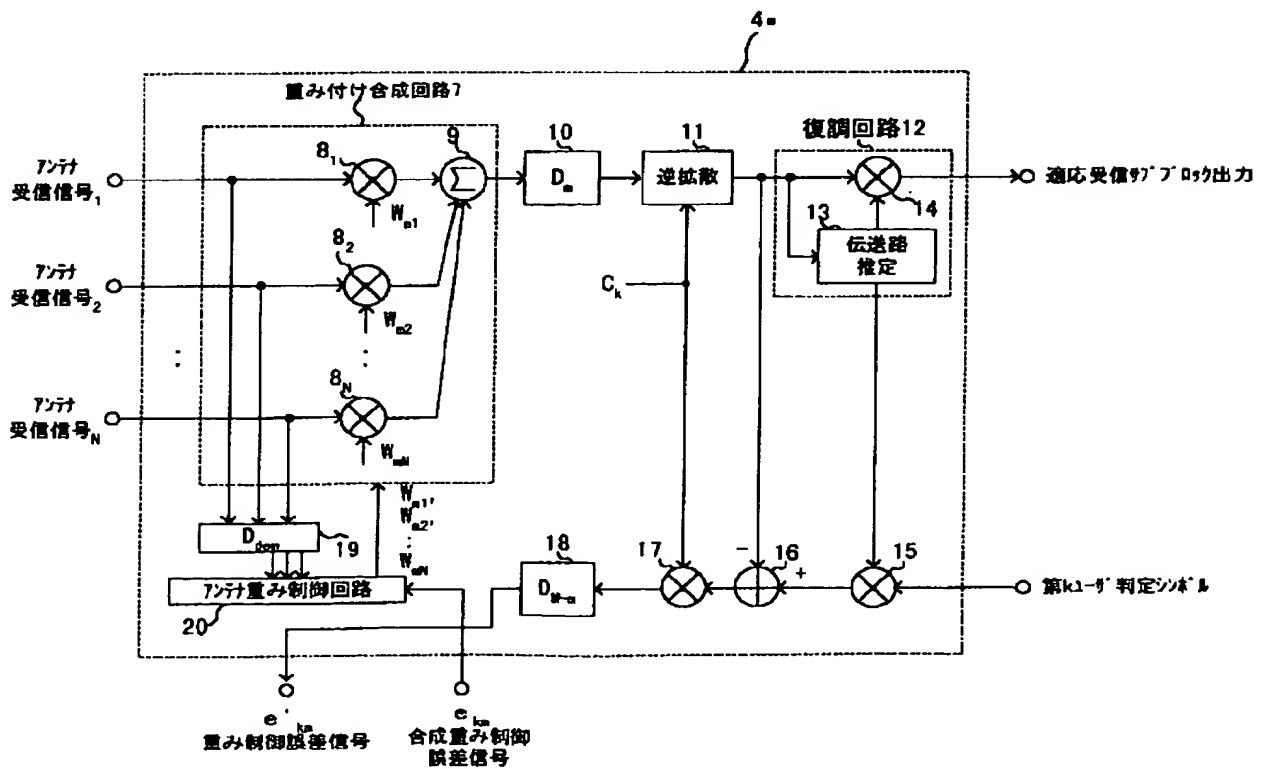 4m
重み付け合成回路7
アンテナ
受信信号1
81
9
10
11
復調回路12
Σ
Dm
逆拡散
適応受信サブブロック出力
14
Wm1
13
伝送路
推定
アンテナ
受信信号2
82
Ck
Wm2
:
:
アンテナ
受信信号N
8N
WmN
Wm1,
Wm2,
:
WmN
19
18
17
-
16
+
15
DM-m
第kユーザ判定シンボル
アンテナ重み制御回路
20
e'km
重み制御誤差信号
ekm
合成重み制御
誤差信号